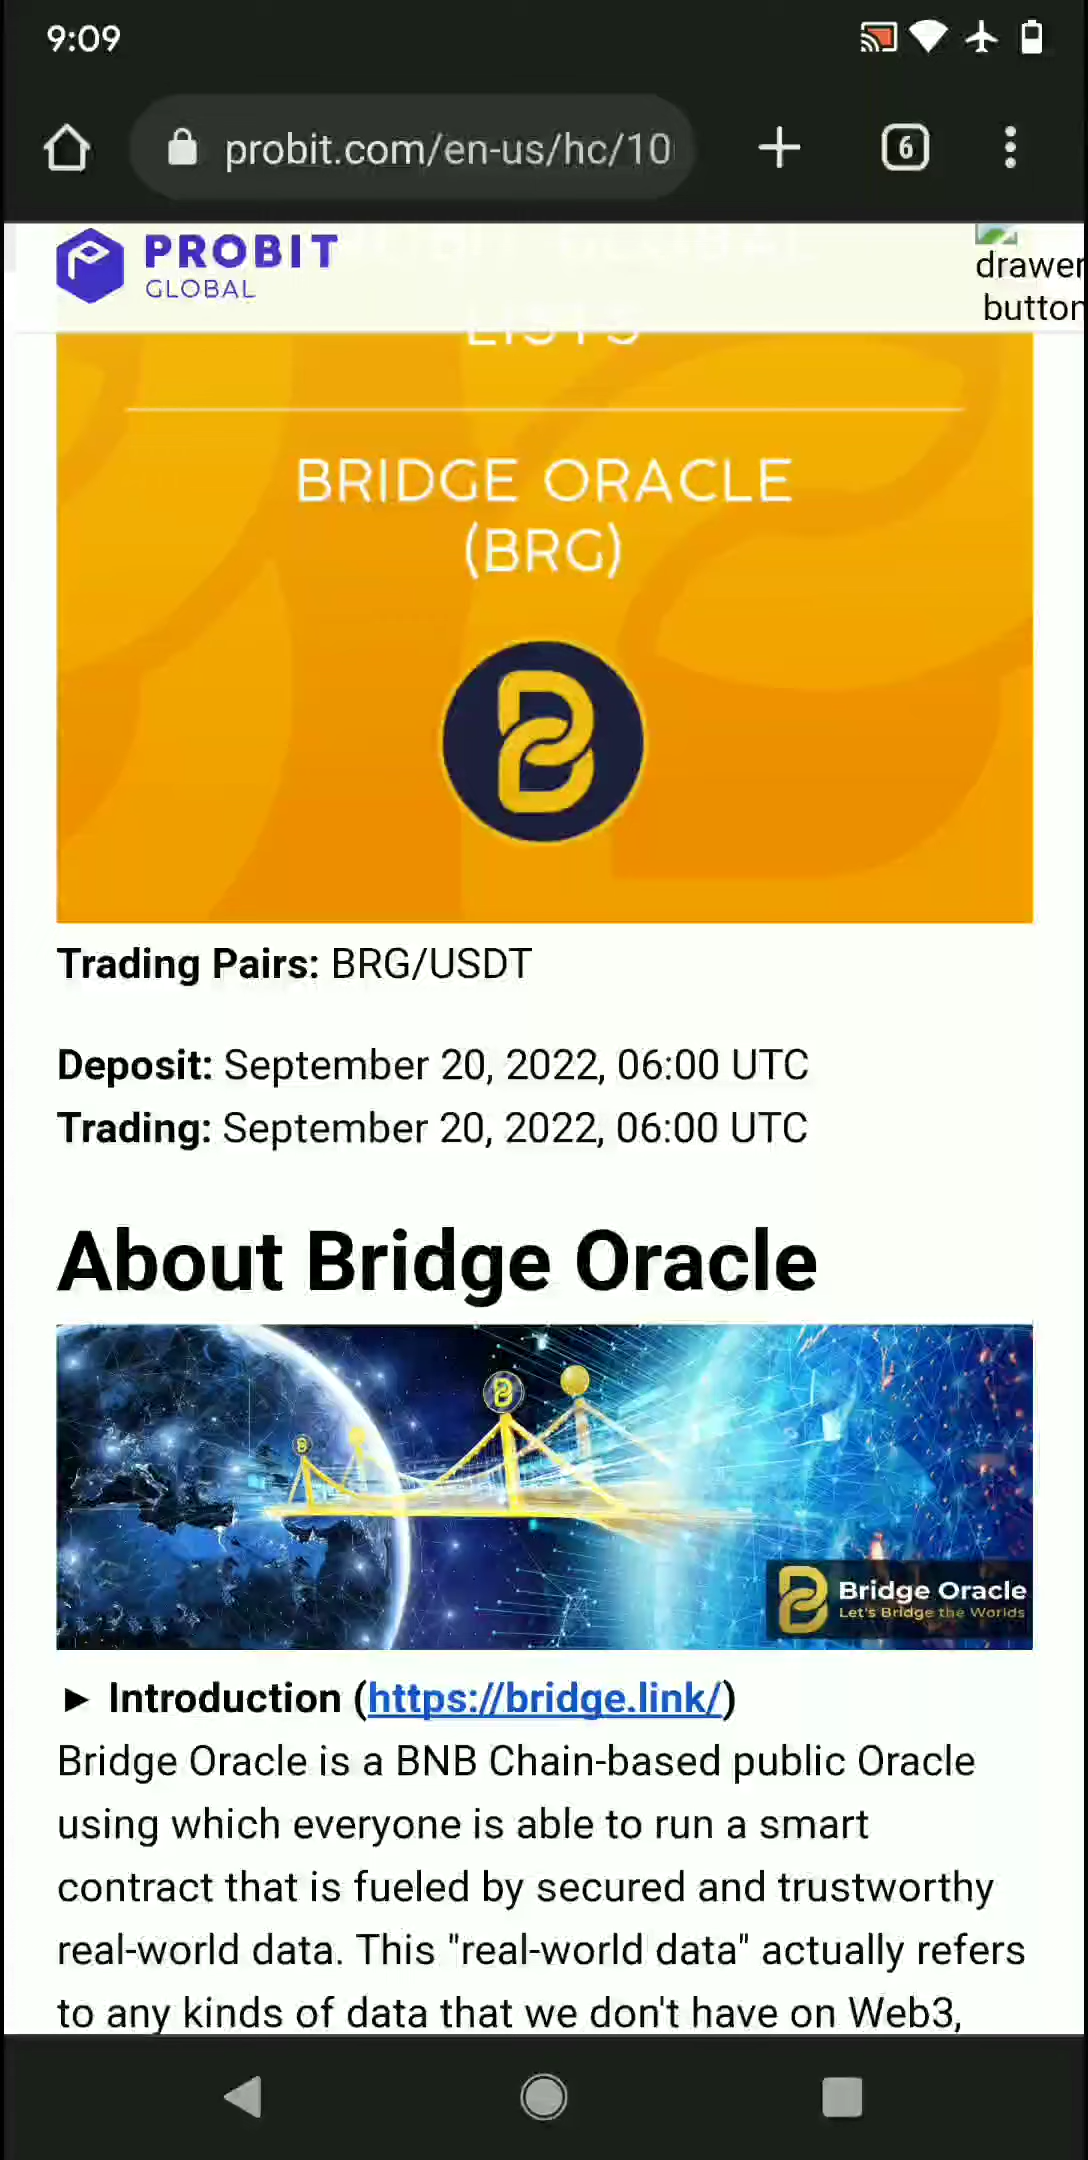 9:09
probit.com/en-us/hc/10
6
PROBIT
GLOBAL
drawer
button
LISTS
BRIDGE ORACLE
(BRG)
Trading Pairs: BRG/USDT
Deposit: September 20, 2022, 06:00 UTC
Trading: September 20, 2022, 06:00 UTC
About Bridge Oracle
Bridge Oracle
Let's Bridge the Worlds
► Introduction (https://bridge.link/)
Bridge Oracle is a BNB Chain-based public Oracle
using which everyone is able to run a smart
contract that is fueled by secured and trustworthy
real-world data. This "real-world data" actually refers
to any kinds of data that we don't have on Web3,